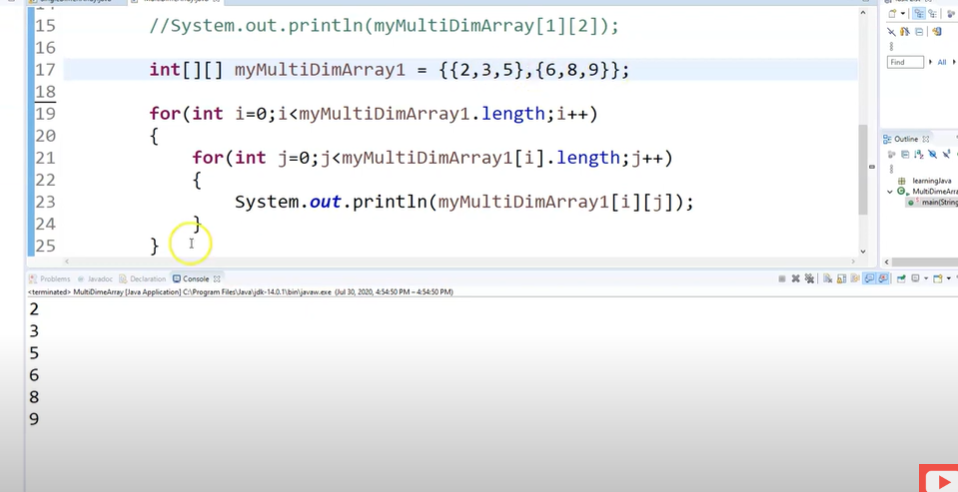 15 //System.out.println(myMultiDimArray[1][2]);
16
17 int[][] myMultiDimArray1 = {{2,3,5},{6,8,9}};
18
19 for(int i=0;i<myMultiDimArray1.length;i++)
20 {
21 for(int j=0;j<myMultiDimArray1[i].length;j++)
22 {
23 System.out.println(myMultiDimArray1[i][j]);
24 }
25 }
Find
All
Outline
learningJava
MultiDimeArray
main(String
Problems Javadoc Declaration Console
<terminated> MultiDimeArray [Java Application] C:\Program Files\Java\jdk-14.0.1\bin\javaw.exe (Jul 30, 2020, 4:54:50 PM – 4:54:50 PM)
2
3
5
6
8
9